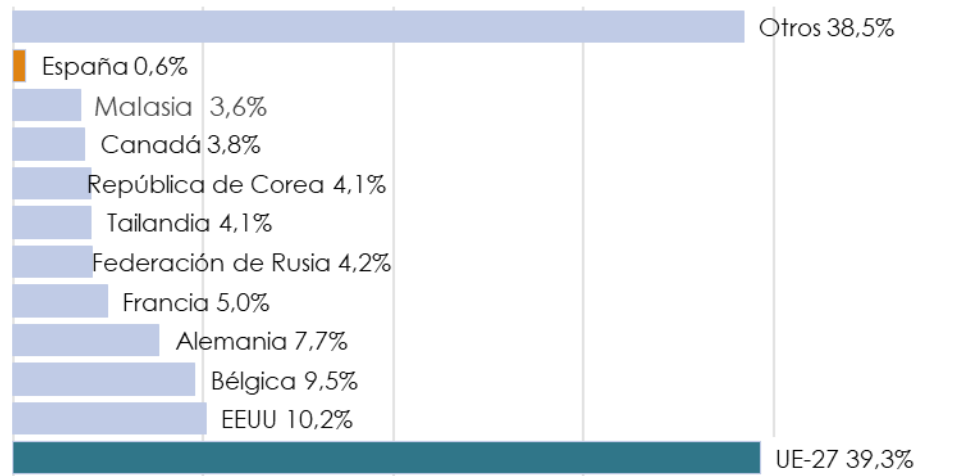 Otros 38,5%
España 0,6%
Malasia 3,6%
Canadá 3,8%
República de Corea 4,1%
Tailandia 4,1%
Federación de Rusia 4,2%
Francia 5,0%
Alemania 7,7%
Bélgica 9,5%
EEUU 10,2%
UE-27 39,3%